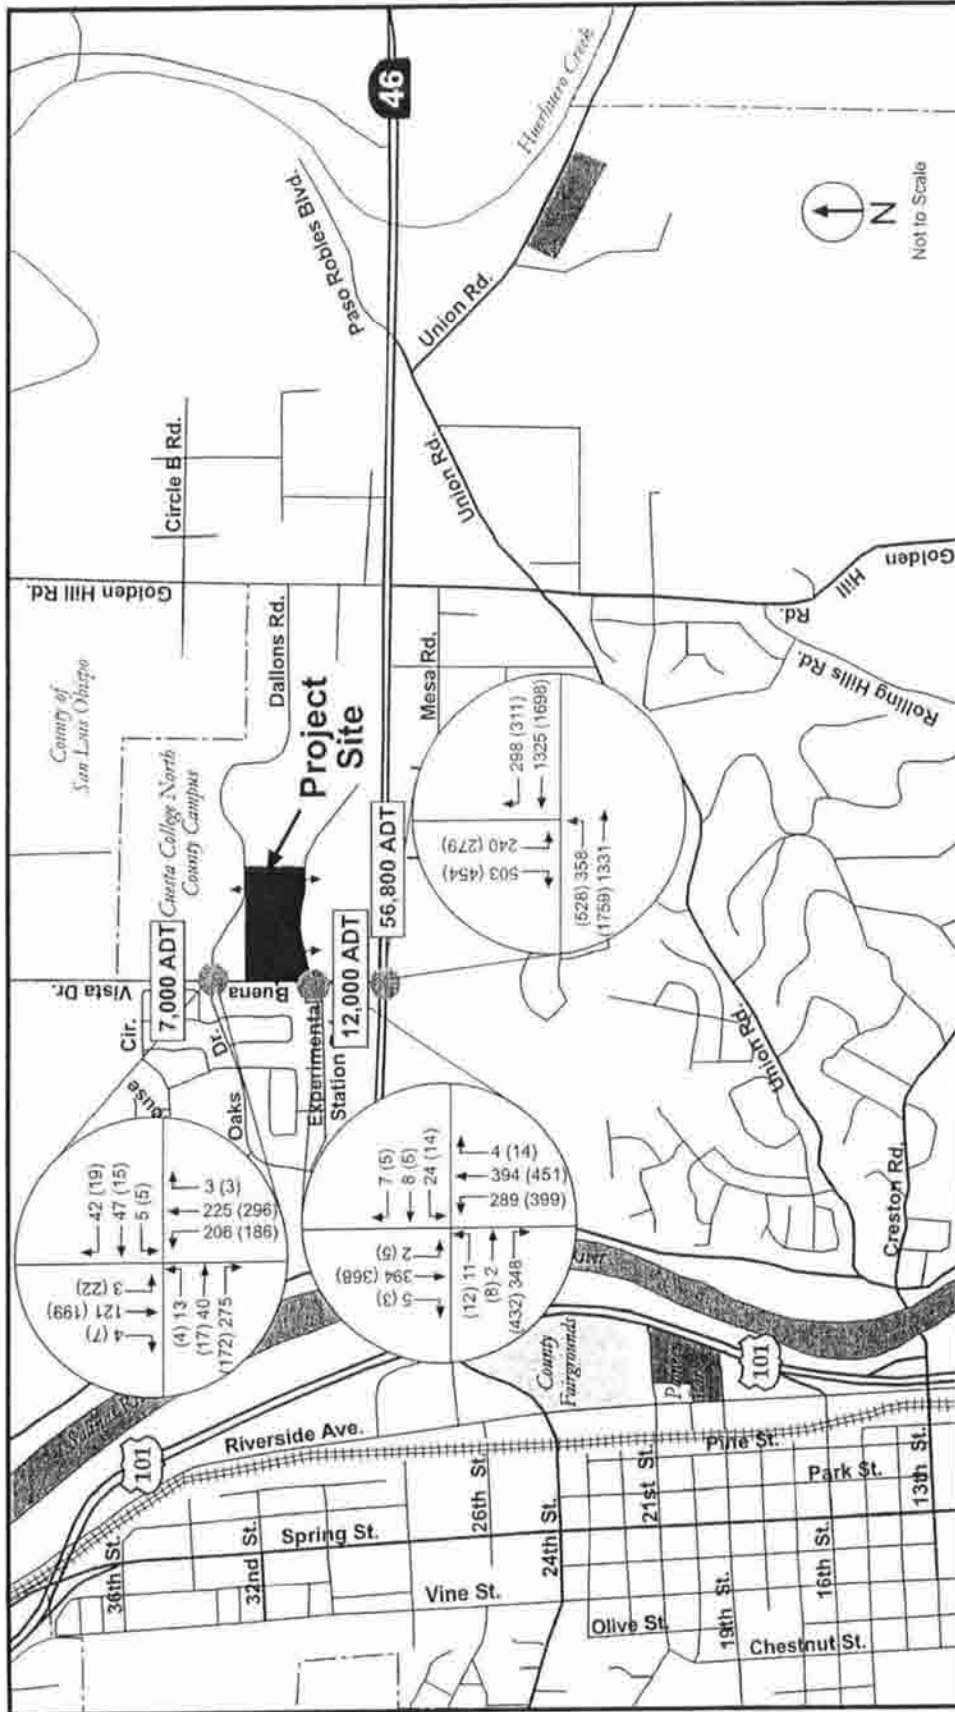 46
Huerhuero Creek
Paso Robles Blvd.
Union Rd.
N
Not to Scale
Circle B Rd.
Golden Hill Rd.
Union Rd.
Golden
Hill
Rd.
Rolling Hills Rd.
County of
San Luis Obispo
Dallons Rd.
Mesa Rd.
Project
Site
Cuesta College North
County Campus
7,000 ADT
12,000 ADT
56,800 ADT
Vista Dr.
Buena
Cir.
Dr.
Oaks
Experimental
Station
Union Rd.
Creston Rd.
240 (279)
503 (454)
298 (311)
1325 (1698)
(528) 358
(1759) 1331
3 (22)
121 (199)
4 (7)
42 (19)
47 (15)
5 (5)
(4) 13
(17) 40
(172) 275
3 (3)
225 (296)
206 (186)
2 (5)
394 (368)
5 (3)
7 (5)
8 (5)
24 (14)
(12) 11
(8) 2
(432) 348
4 (14)
394 (451)
289 (399)
County
Fairgrounds
101
101
Riverside Ave.
Pine St.
Park St.
Spring St.
Vine St.
Olive St.
Chestnut St.
36th St.
32nd St.
26th St.
24th St.
21st St.
19th St.
16th St.
13th St.